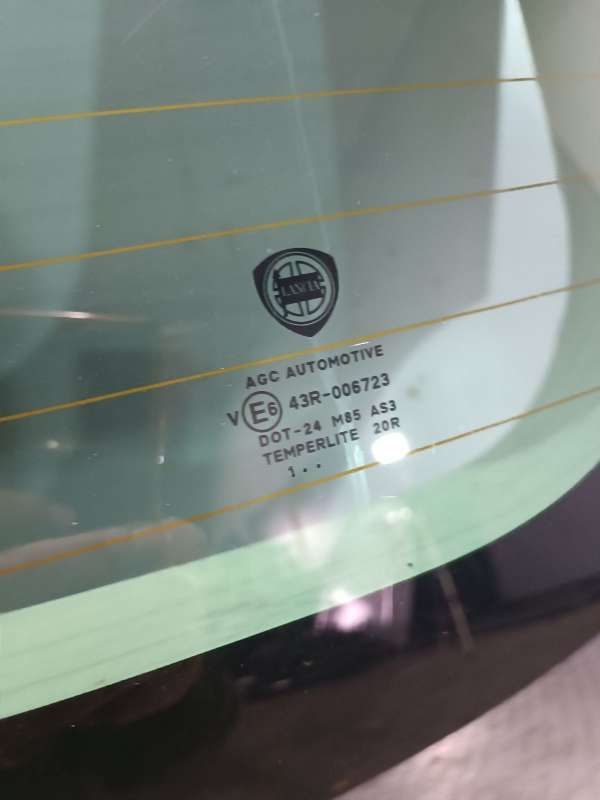 LANCIA
AGC AUTOMOTIVE
V E6 43R-006723
DOT-24 M85 AS3
TEMPERLITE 20R
1 . .